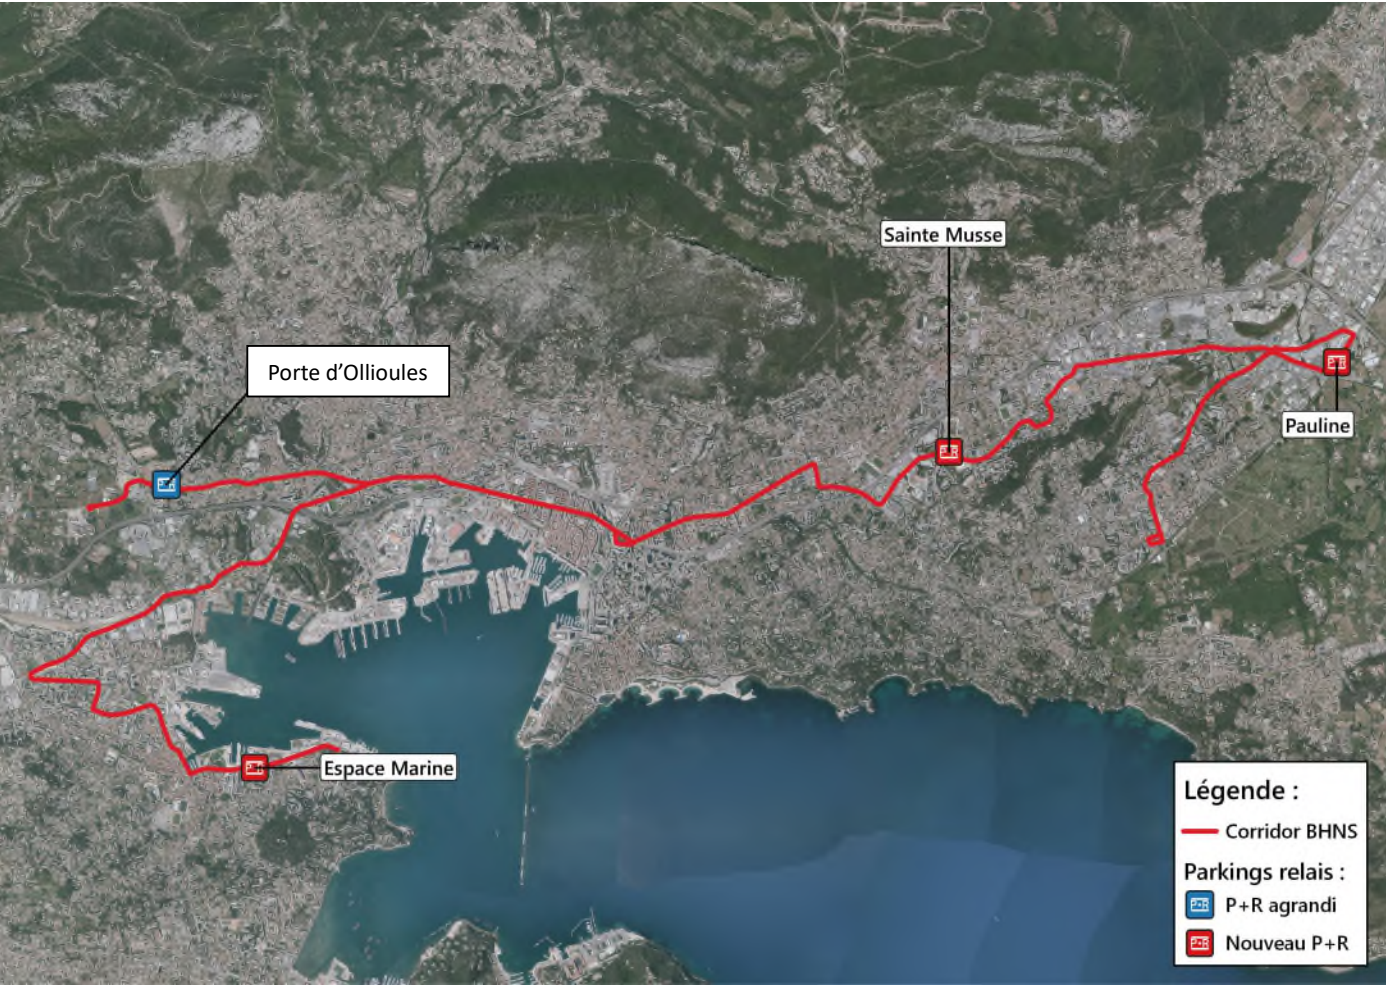 Sainte Musse
Porte d'Ollioules
P+R
P+R
P+R
Pauline
P+R
Espace Marine
Légende :
Corridor BHNS
Parkings relais :
P+R
P+R agrandi
P+R
Nouveau P+R